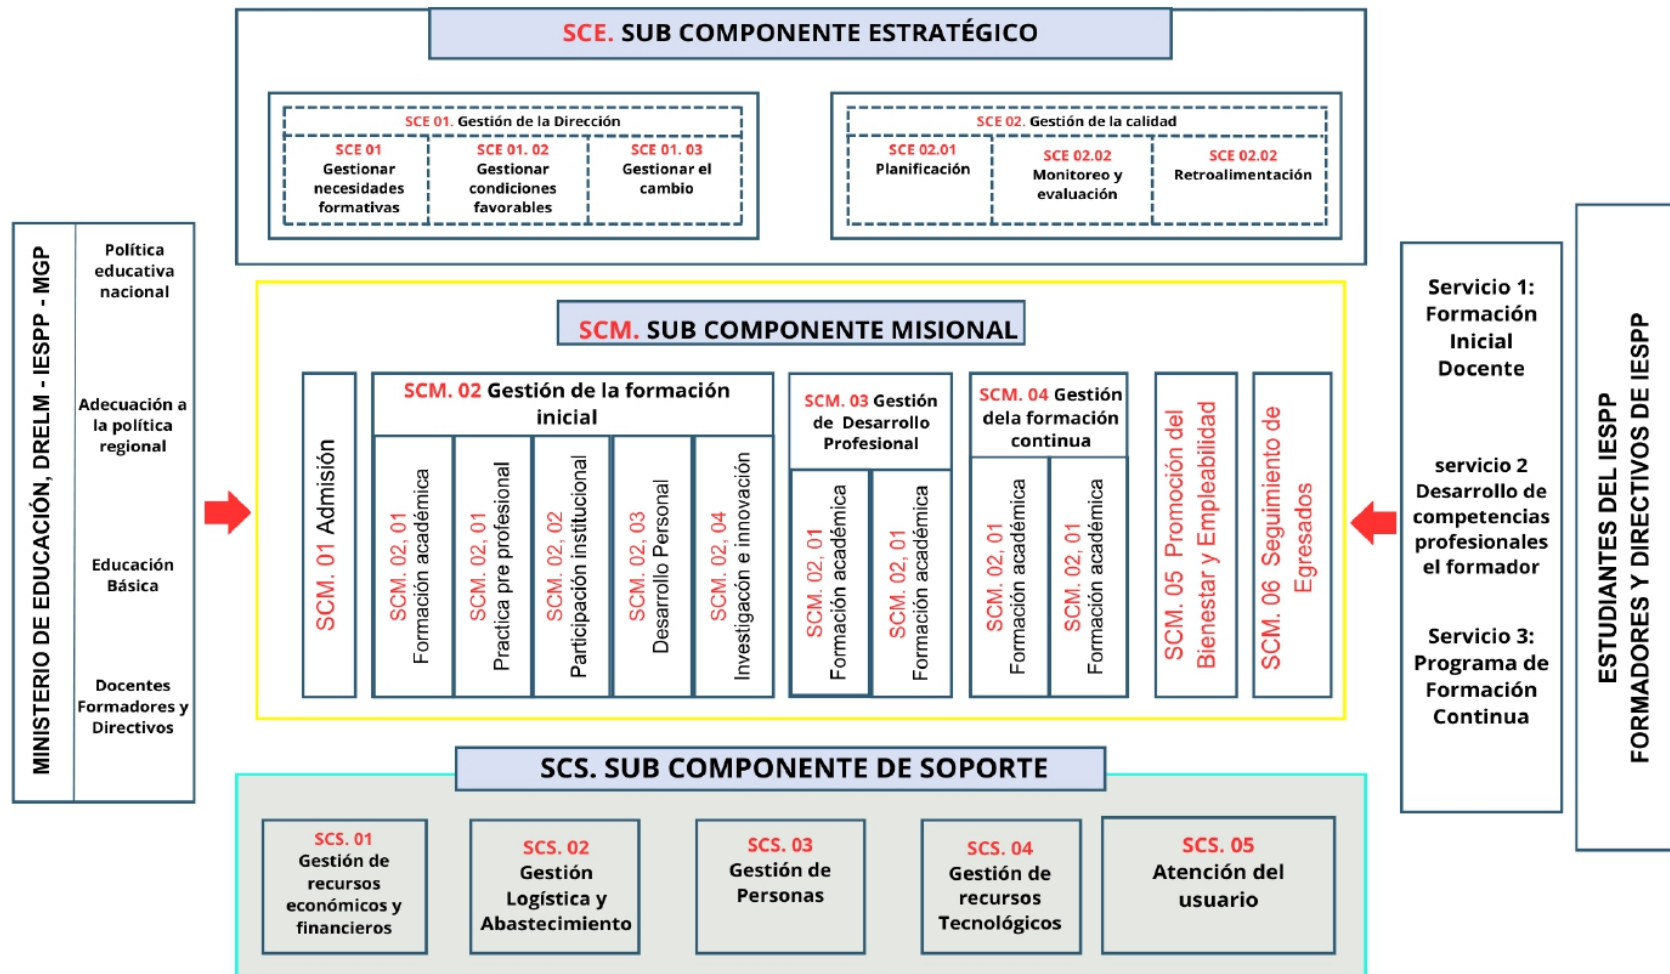 SCE. SUB COMPONENTE ESTRATÉGICO
SCE 01. Gestión de la Dirección
SCE 01
Gestionar
necesidades
formativas
SCE 01. 02
Gestionar
condiciones
favorables
SCE 01. 03
Gestionar el
cambio
SCE 02. Gestión de la calidad
SCE 02.01
Planificación
SCE 02.02
Monitoreo y
evaluación
SCE 02.02
Retroalimentación
MINISTERIO DE EDUCACIÓN, DRELM - IESPP - MGP
Política
educativa
nacional
Adecuación a
la política
regional
Educación
Básica
Docentes
Formadores y
Directivos
SCM. SUB COMPONENTE MISIONAL
SCM. 01 Admisión
SCM. 02 Gestión de la formación
inicial
SCM. 02, 01
Formación académica
SCM. 02, 01
Practica pre profesional
SCM. 02, 02
Participación institucional
SCM. 02, 03
Desarrollo Personal
SCM. 02, 04
Investigacón e innovación
SCM. 03 Gestión
de Desarrollo
Profesional
SCM. 02, 01
Formación académica
SCM. 02, 01
Formación académica
SCM. 04 Gestión
dela formación
continua
SCM. 02, 01
Formación académica
SCM. 02, 01
Formación académica
SCM. 05 Promoción del
Bienestar y Empleabilidad
SCM. 06 Seguimiento de
Egresados
Servicio 1:
Formación
Inicial
Docente
servicio 2
Desarrollo de
competencias
profesionales
el formador
Servicio 3:
Programa de
Formación
Continua
ESTUDIANTES DEL IESPP
FORMADORES Y DIRECTIVOS DE IESPP
SCS. SUB COMPONENTE DE SOPORTE
SCS. 01
Gestión de
recursos
económicos y
financieros
SCS. 02
Gestión
Logística y
Abastecimiento
SCS. 03
Gestión de
Personas
SCS. 04
Gestión de
recursos
Tecnológicos
SCS. 05
Atención del
usuario